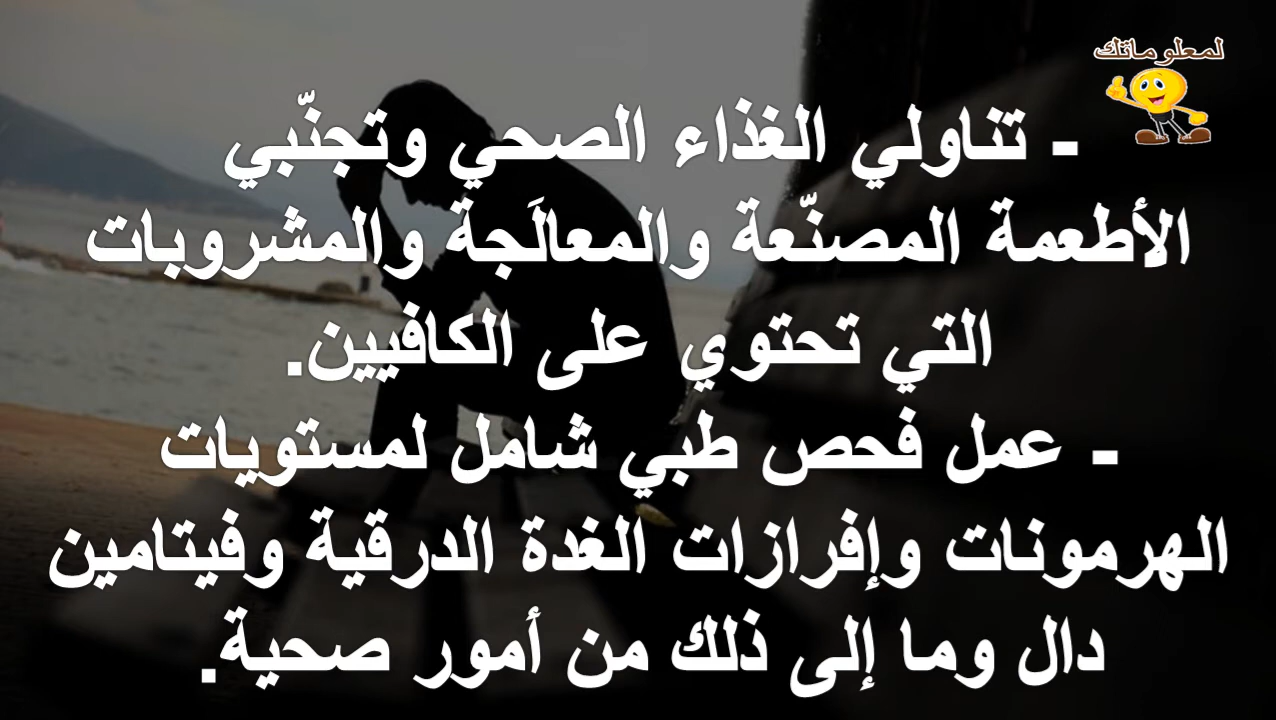 لمعلوماتك
- تناولي الغذاء الصحي وتجنّبي
الأطعمة المصنّعة والمعالَجة والمشروبات
التي تحتوي على الكافيين.
- عمل فحص طبي شامل لمستويات
الهرمونات وإفرازات الغدة الدرقية وفيتامين
دال وما إلى ذلك من أمور صحية.